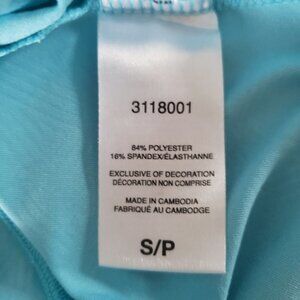 3118001
84% POLYESTER
16% SPANDEX/ÉLASTHANNE
EXCLUSIVE OF DECORATION
DÉCORATION NON COMPRISE
MADE IN CAMBODIA
FABRIQUÉ AU CAMBODGE
S/P